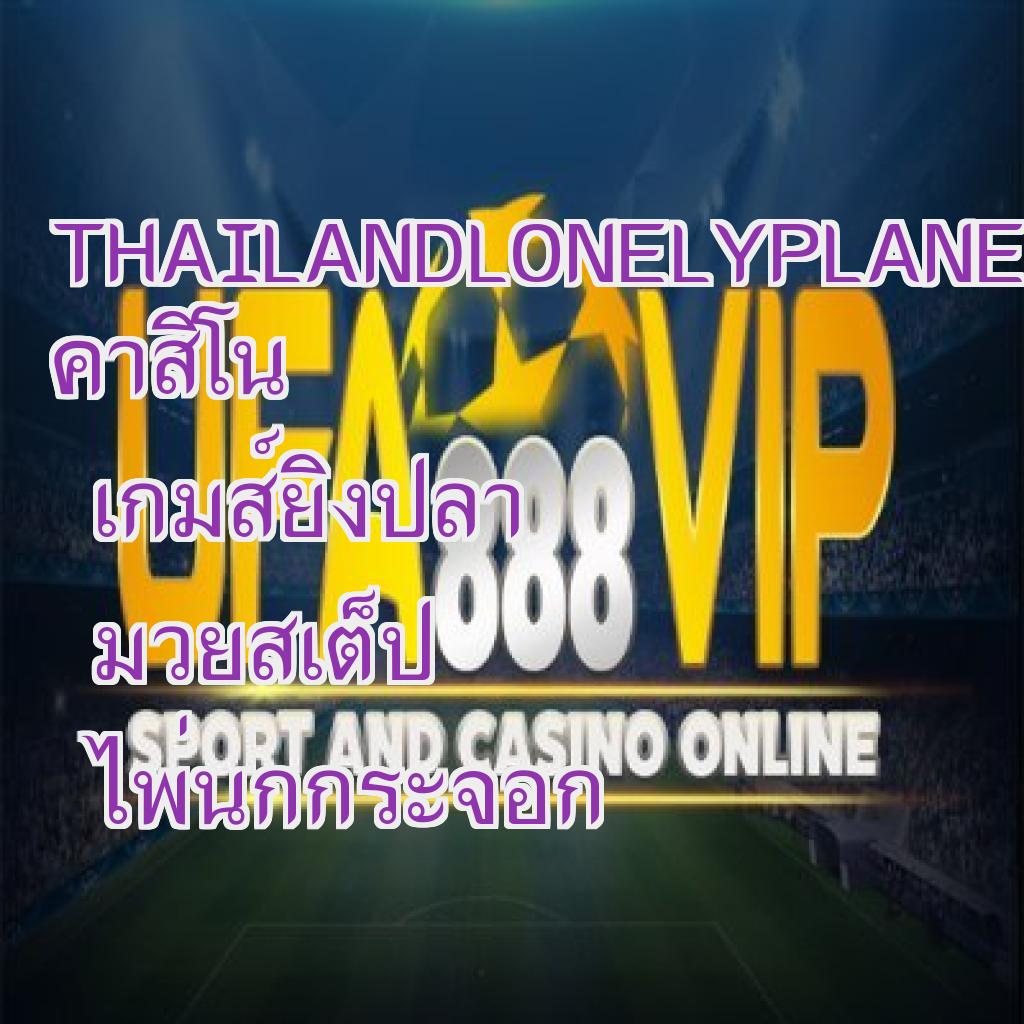 THAILANDLONELYPLANE
คาสิโน
เกมส์ยิงปลา
มวยสเต็ป
ไพ่นกกระจอก
UFA888VIP
SPORT AND CASINO ONLINE